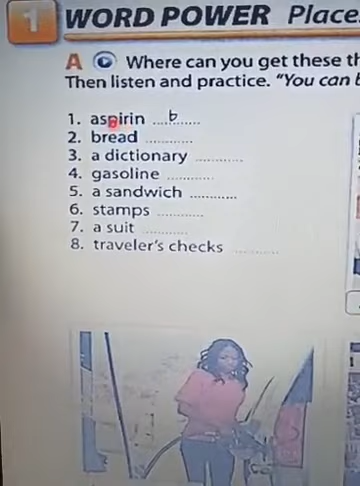 1 WORD POWER Place
A Where can you get these th
Then listen and practice. "You can b
1. aspirin ....b......
2. bread ............
3. a dictionary ............
4. gasoline ............
5. a sandwich ............
6. stamps ............
7. a suit ............
8. traveler's checks ............